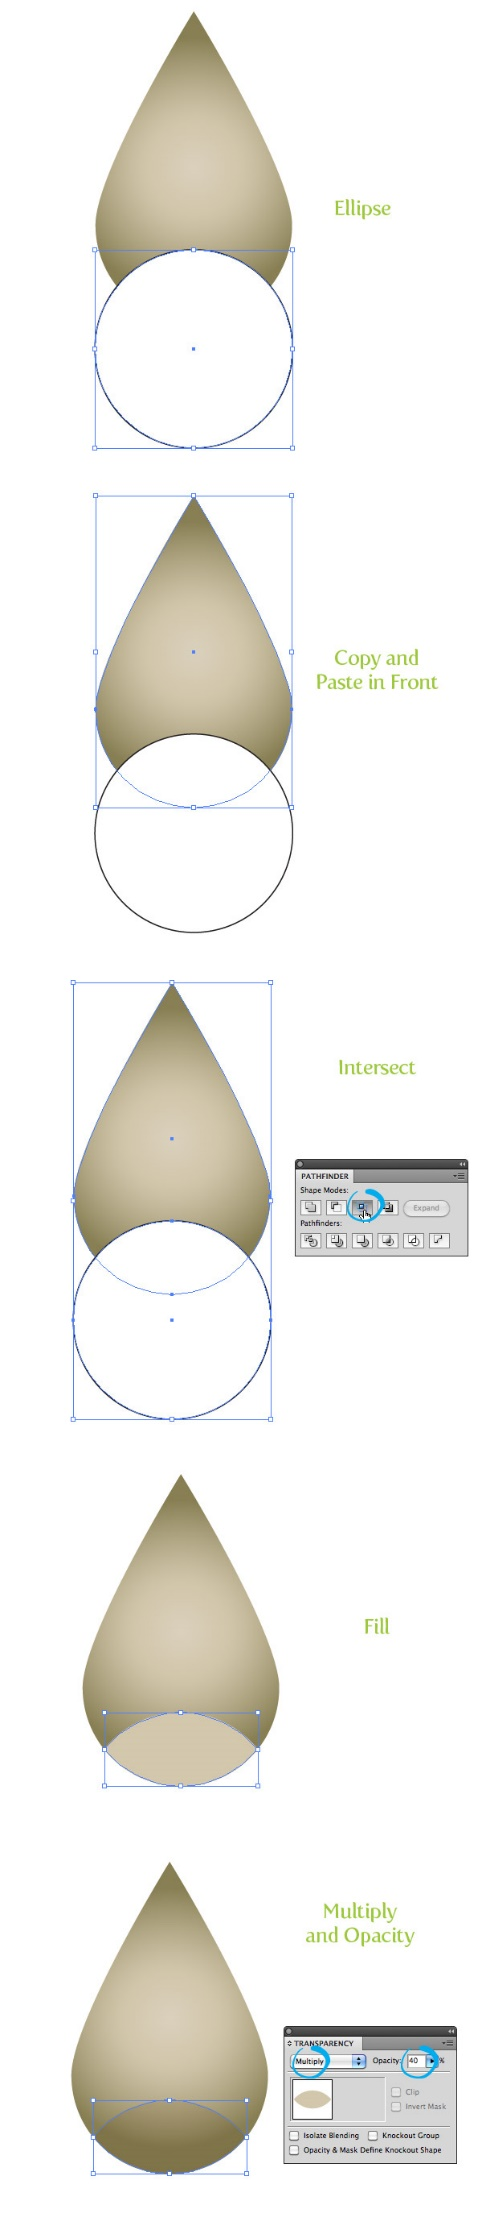 Ellipse
Copy and
Paste in Front
Intersect
PATHFINDER
Shape Modes:
Expand
Pathfinders:
Fill
Multiply
and Opacity
TRANSPARENCY
Multiply Opacity: 40 %
Clip
Invert Mask
Isolate Blending Knockout Group
Opacity & Mask Define Knockout Shape